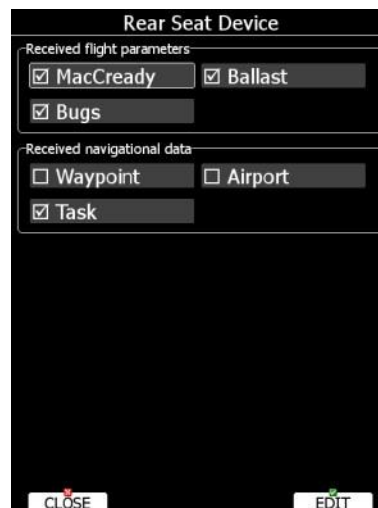 Rear Seat Device
Received flight parameters
MacCready Ballast
Bugs
Received navigational data
Waypoint Airport
Task
CLOSE EDIT